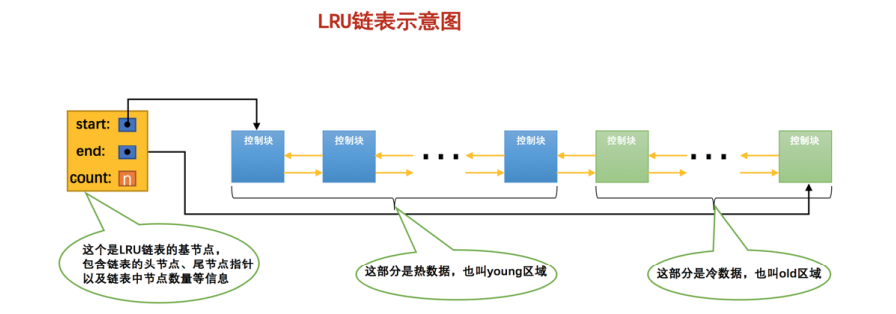 LRU链表示意图
start:
end:
count: n
控制块
控制块
控制块
控制块
控制块
这个是LRU链表的基节点，
包含链表的头节点、尾节点指针
以及链表中节点数量等信息
这部分是热数据，也叫young区域
这部分是冷数据，也叫old区域